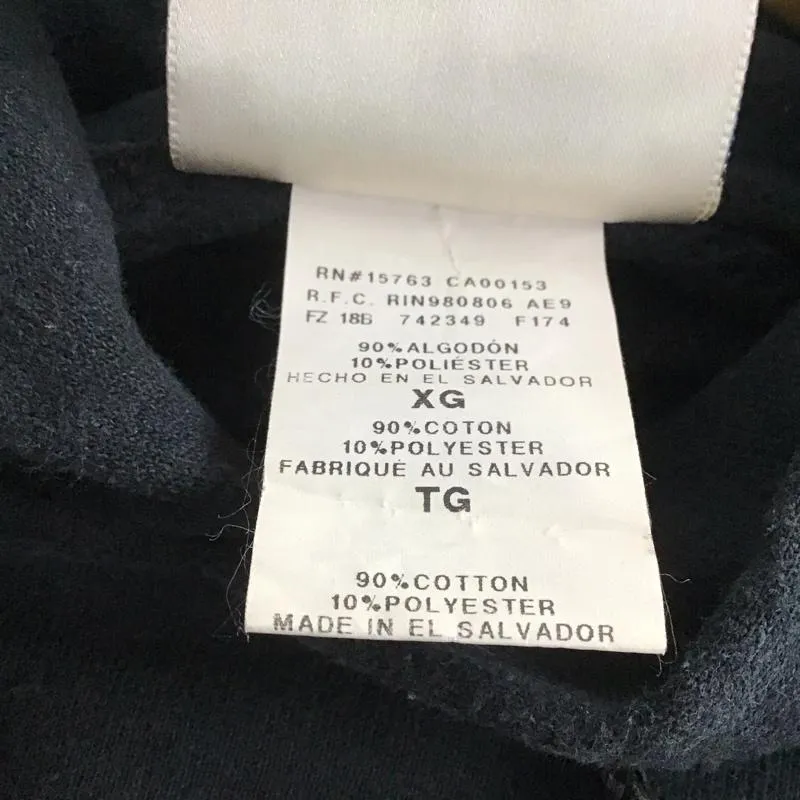 RN#15763 CA00153
R.F.C. RIN980806 AE9
FZ 18B 742349 F174
90%ALGODÓN
10%POLIÉSTER
HECHO EN EL SALVADOR
XG
90%COTON
10%POLYESTER
FABRIQUÉ AU SALVADOR
TG
90%COTTON
10%POLYESTER
MADE IN EL SALVADOR